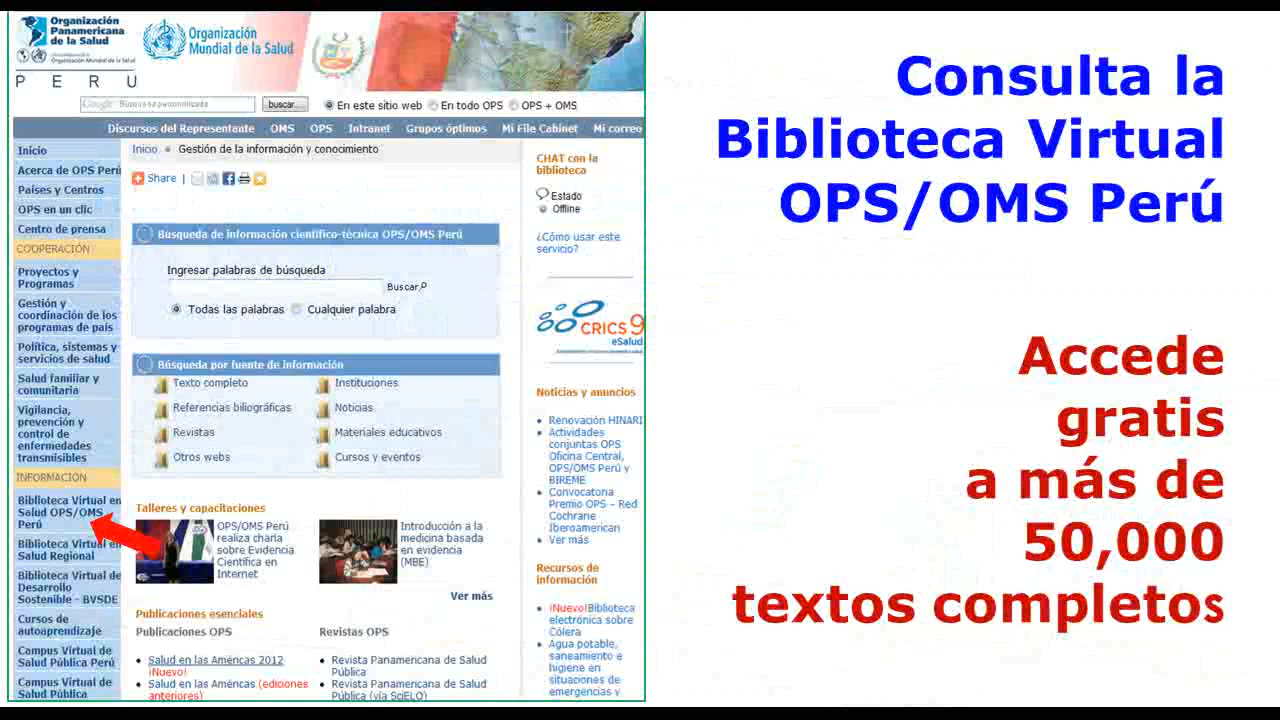 Organización
Panamericana
de la Salud
Organización
Mundial de la Salud
P E R U
Google Búsqueda personalizada
buscar...
En este sitio web
En todo OPS
OPS + OMS
Discursos del Representante
OMS
OPS
Intranet
Grupos óptimos
Mi File Cabinet
Mi correo
Inicio
Acerca de OPS Perú
Países y Centros
OPS en un clic
Centro de prensa
COOPERACIÓN
Proyectos y
Programas
Gestión y
coordinación de los
programas de país
Política, sistemas y
servicios de salud
Salud familiar y
comunitaria
Vigilancia,
prevención y
control de
enfermedades
transmisibles
INFORMACIÓN
Biblioteca Virtual en
Salud OPS/OMS
Perú
Biblioteca Virtual en
Salud Regional
Biblioteca Virtual de
Desarrollo
Sostenible - BVSDE
Cursos de
autoaprendizaje
Campus Virtual de
Salud Pública Perú
Campus Virtual de
Salud Pública
Inicio
Gestión de la información y conocimiento
Share |
Búsqueda de información científico-técnica OPS/OMS Perú
Ingresar palabras de búsqueda
Buscar
Todas las palabras
Cualquier palabra
Búsqueda por fuente de información
Texto completo
Instituciones
Referencias biliográficas
Noticias
Revistas
Materiales educativos
Otros webs
Cursos y eventos
Talleres y capacitaciones
OPS/OMS Perú
realiza charla
sobre Evidencia
Científica en
Internet
Introducción a la
medicina basada
en evidencia
(MBE)
Ver más
Publicaciones esenciales
Publicaciones OPS
Salud en las Américas 2012
¡Nuevo!
Salud en las Américas (ediciones
anteriores)
Revistas OPS
Revista Panamericana de Salud
Pública
Revista Panamericana de Salud
Pública (vía SciELO)
CHAT con la
biblioteca
Estado
Offline
¿Cómo usar este
servicio?
CRICS 9
eSalud
Noticias y anuncios
Renovación HINARI
Actividades
conjuntas OPS
Oficina Central,
OPS/OMS Perú y
BIREME
Convocatoria
Premio OPS - Red
Cochrane
Iberoamerican
Ver más
Recursos de
información
¡Nuevo!Biblioteca
electrónica sobre
Cólera
Agua potable,
saneamiento e
higiene en
situaciones de
emergencias y
Consulta la
Biblioteca Virtual
OPS/OMS Perú
Accede
gratis
a más de
50,000
textos completos